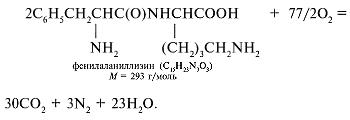 2C₆H₅CH₂CHC(O)NHCHCOOH + 77/2O₂ =
NH₂ (CH₂)₃CH₂NH₂
фенилаланиллизин (C₁₅H₂₃N₃O₃)
M = 293 г/моль
30CO₂ + 3N₂ + 23H₂O.